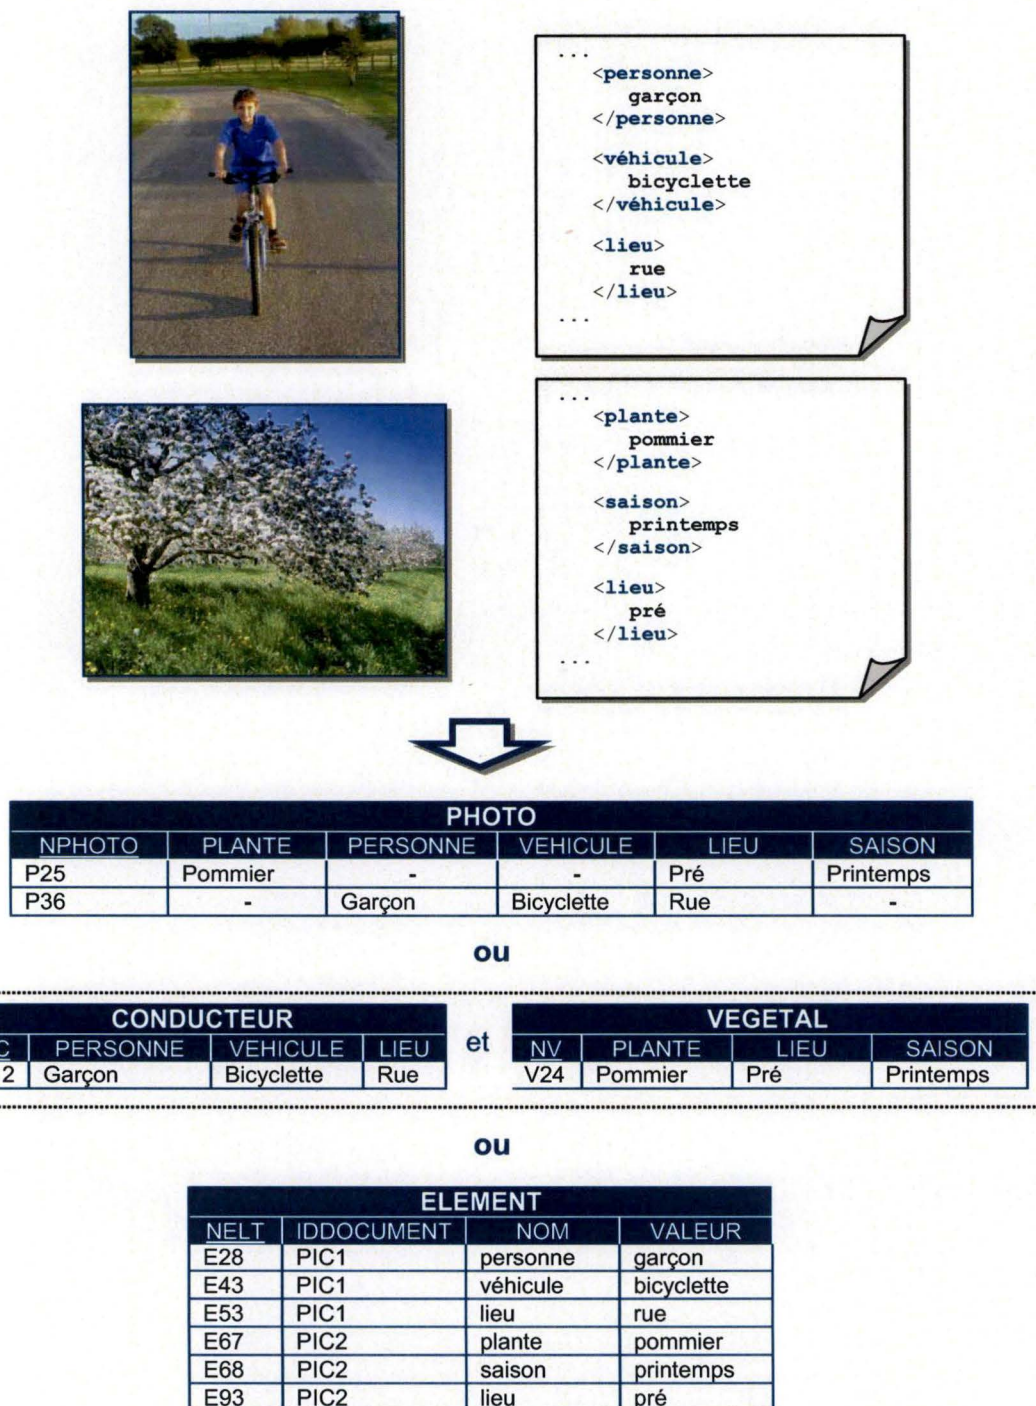 ...
<personne>
garçon
</personne>
<véhicule>
bicyclette
</véhicule>
<lieu>
rue
</lieu>
...
...
<plante>
pommier
</plante>
<saison>
printemps
</saison>
<lieu>
pré
</lieu>
...
PHOTO
NPHOTO PLANTE PERSONNE VEHICULE LIEU SAISON
P25 Pommier - - Pré Printemps
P36 - Garçon Bicyclette Rue -
ou
CONDUCTEUR
C PERSONNE VEHICULE LIEU
2 Garçon Bicyclette Rue
et
VEGETAL
NV PLANTE LIEU SAISON
V24 Pommier Pré Printemps
ou
ELEMENT
NELT IDDOCUMENT NOM VALEUR
E28 PIC1 personne garçon
E43 PIC1 véhicule bicyclette
E53 PIC1 lieu rue
E67 PIC2 plante pommier
E68 PIC2 saison printemps
E93 PIC2 lieu pré